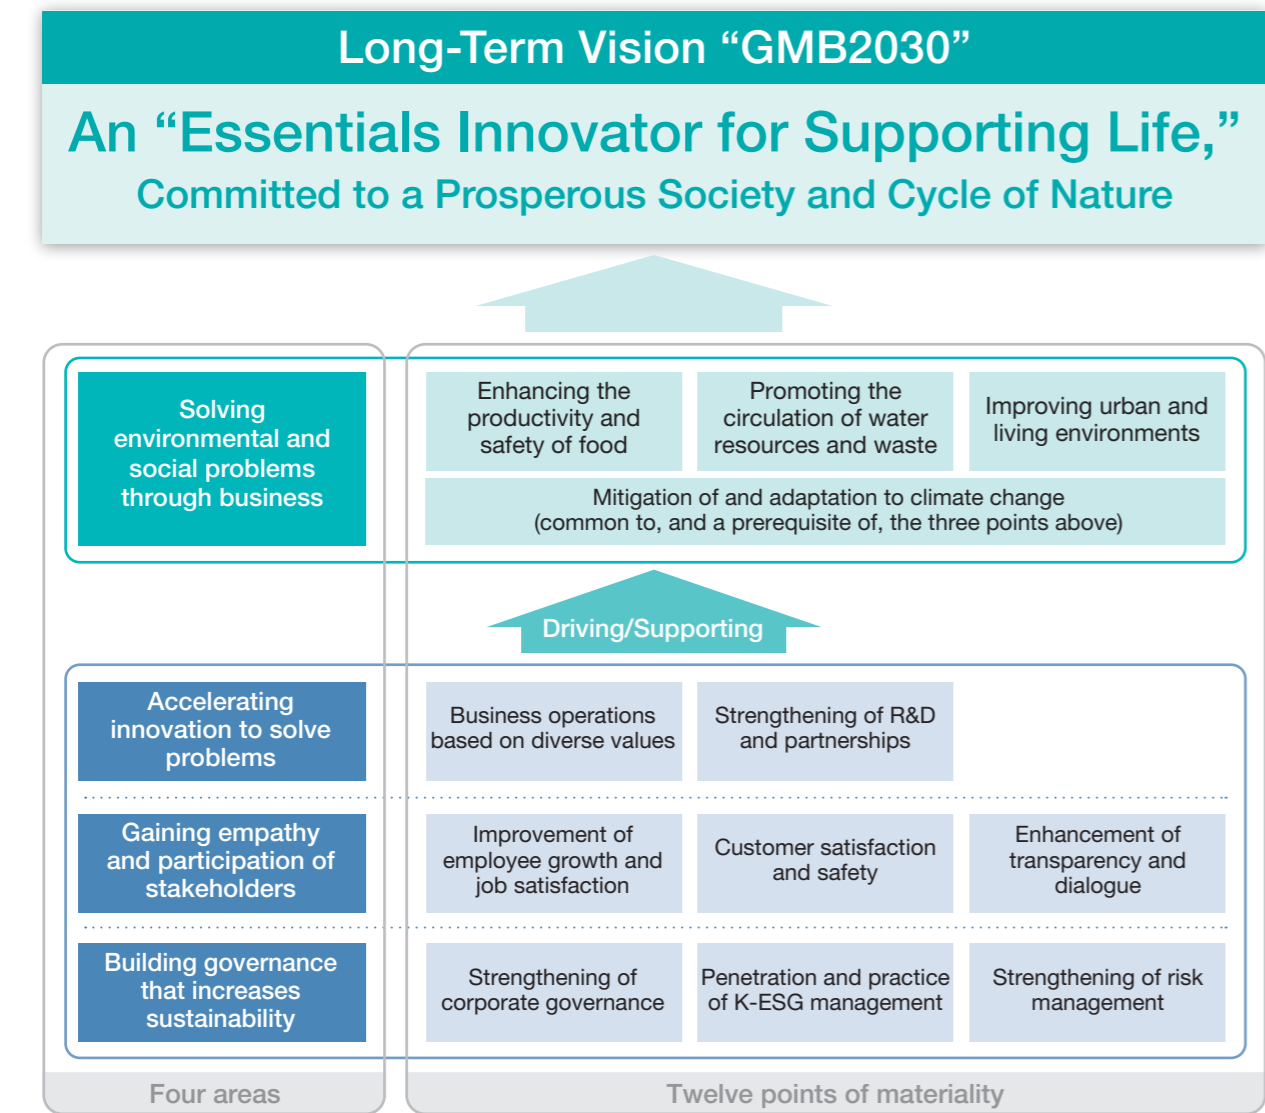 Long-Term Vision “GMB2030”
An “Essentials Innovator for Supporting Life,”
Committed to a Prosperous Society and Cycle of Nature
Solving
environmental and
social problems
through business
Enhancing the
productivity and
safety of food
Promoting the
circulation of water
resources and waste
Improving urban and
living environments
Mitigation of and adaptation to climate change
(common to, and a prerequisite of, the three points above)
Driving/Supporting
Accelerating
innovation to solve
problems
Business operations
based on diverse values
Strengthening of R&D
and partnerships
Gaining empathy
and participation of
stakeholders
Improvement of
employee growth and
job satisfaction
Customer satisfaction
and safety
Enhancement of
transparency and
dialogue
Building governance
that increases
sustainability
Strengthening of
corporate governance
Penetration and practice
of K-ESG management
Strengthening of risk
management
Four areas
Twelve points of materiality